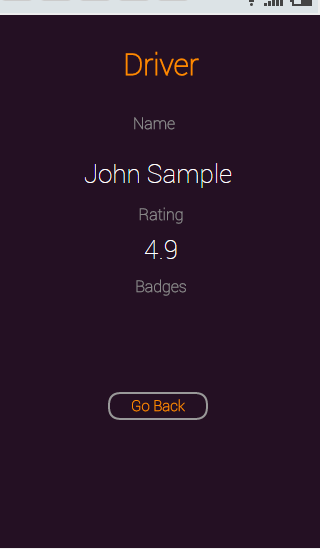 Driver
Name
John Sample
Rating
4.9
Badges
Go Back